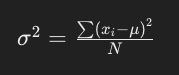 σ² = ∑(xᵢ−μ)² / N